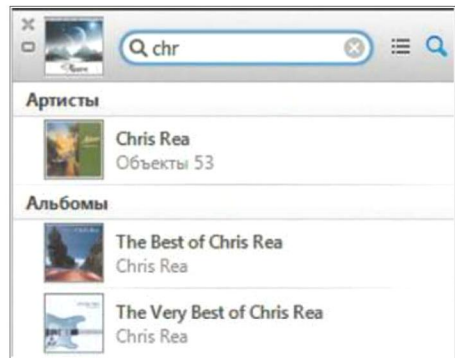 chr
Артисты
Chris Rea
Объекты 53
Альбомы
The Best of Chris Rea
Chris Rea
The Very Best of Chris Rea
Chris Rea